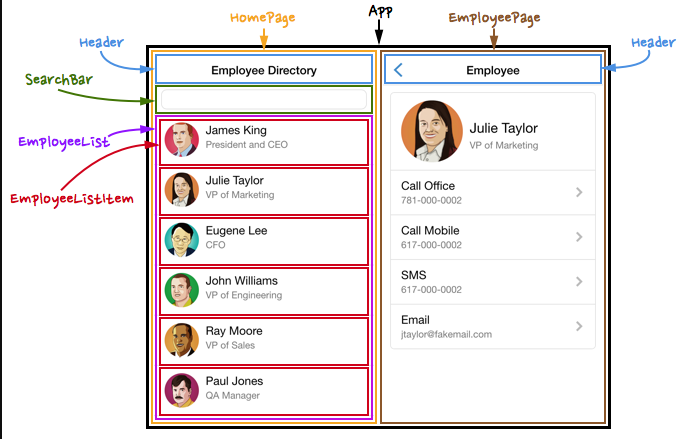 App
HomePage
EmployeePage
Header
Header
SearchBar
EmployeeList
EmployeeListItem
Employee Directory
James King
President and CEO
Julie Taylor
VP of Marketing
Eugene Lee
CFO
John Williams
VP of Engineering
Ray Moore
VP of Sales
Paul Jones
QA Manager
Employee
Julie Taylor
VP of Marketing
Call Office
781-000-0002
Call Mobile
617-000-0002
SMS
617-000-0002
Email
jtaylor@fakemail.com